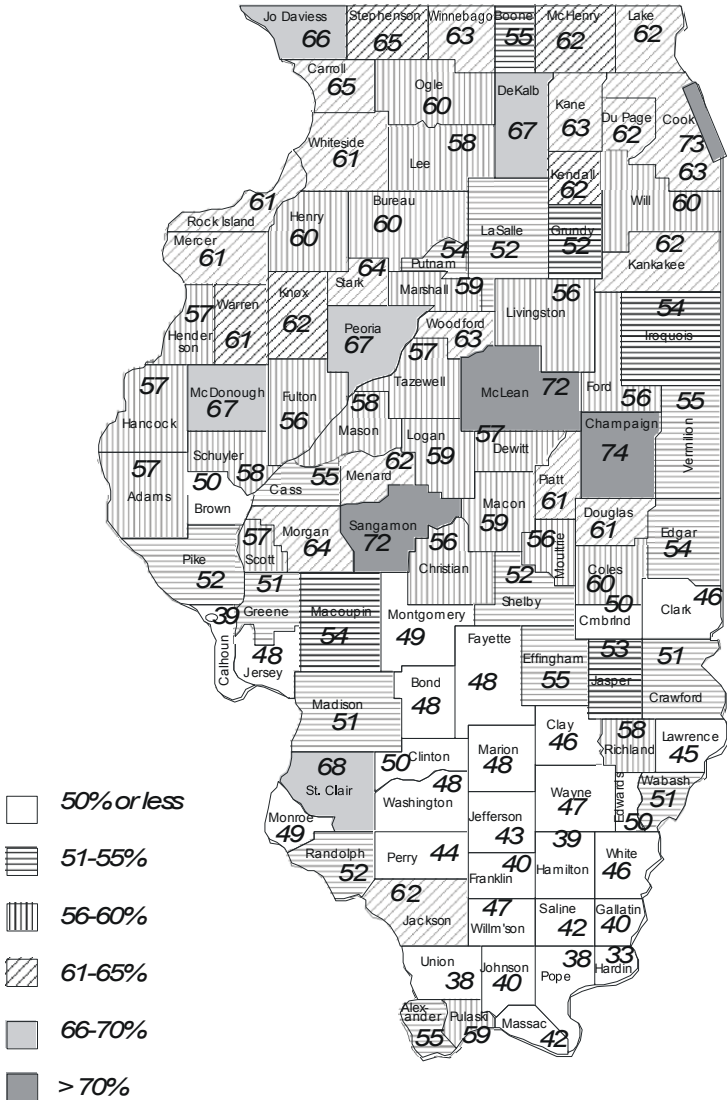 Jo Daviess
66
Stephenson
65
Winnebago
63
Boone
55
McHenry
62
Lake
62
Carroll
65
Ogle
60
DeKalb
67
Kane
63
Du Page
62
Cook
73
63
Whiteside
61
Lee
58
Kendall
62
Will
60
Rock Island
61
Henry
60
Bureau
60
LaSalle
52
Grundy
52
Mercer
61
Putnam
54
Kankakee
62
Stark
64
Marshall
59
Livingston
56
Iroquois
54
Hender
son
57
Warren
61
Knox
62
Peoria
67
Woodford
63
Hancock
57
McDonough
67
Fulton
56
Tazewell
57
McLean
72
Ford
56
Vermilion
55
Mason
58
Logan
59
Dewitt
57
Champaign
74
Adams
57
Schuyler
58
Brown
50
Cass
55
Menard
62
Piatt
61
Macon
59
Douglas
61
Pike
52
Scott
57
Morgan
64
Sangamon
72
Christian
56
Moultrie
56
Coles
60
Edgar
54
Shelby
52
Calhoun
39
Greene
51
Macoupin
54
Montgomery
49
Cmbrlnd
50
Clark
46
Jersey
48
Fayette
48
Effingham
55
Jasper
53
Crawford
51
Madison
51
Bond
48
Clay
46
Richland
58
Lawrence
45
St. Clair
68
Clinton
50
Marion
48
Wayne
47
Edwards
50
Wabash
51
Monroe
49
Washington
48
Jefferson
43
Randolph
52
Perry
44
Franklin
40
Hamilton
39
White
46
Jackson
62
Willm'son
47
Saline
42
Gallatin
40
Union
38
Johnson
40
Pope
38
Hardin
33
Alex-
ander
55
Pulaski
59
Massac
42
50% or less
51-55%
56-60%
61-65%
66-70%
> 70%